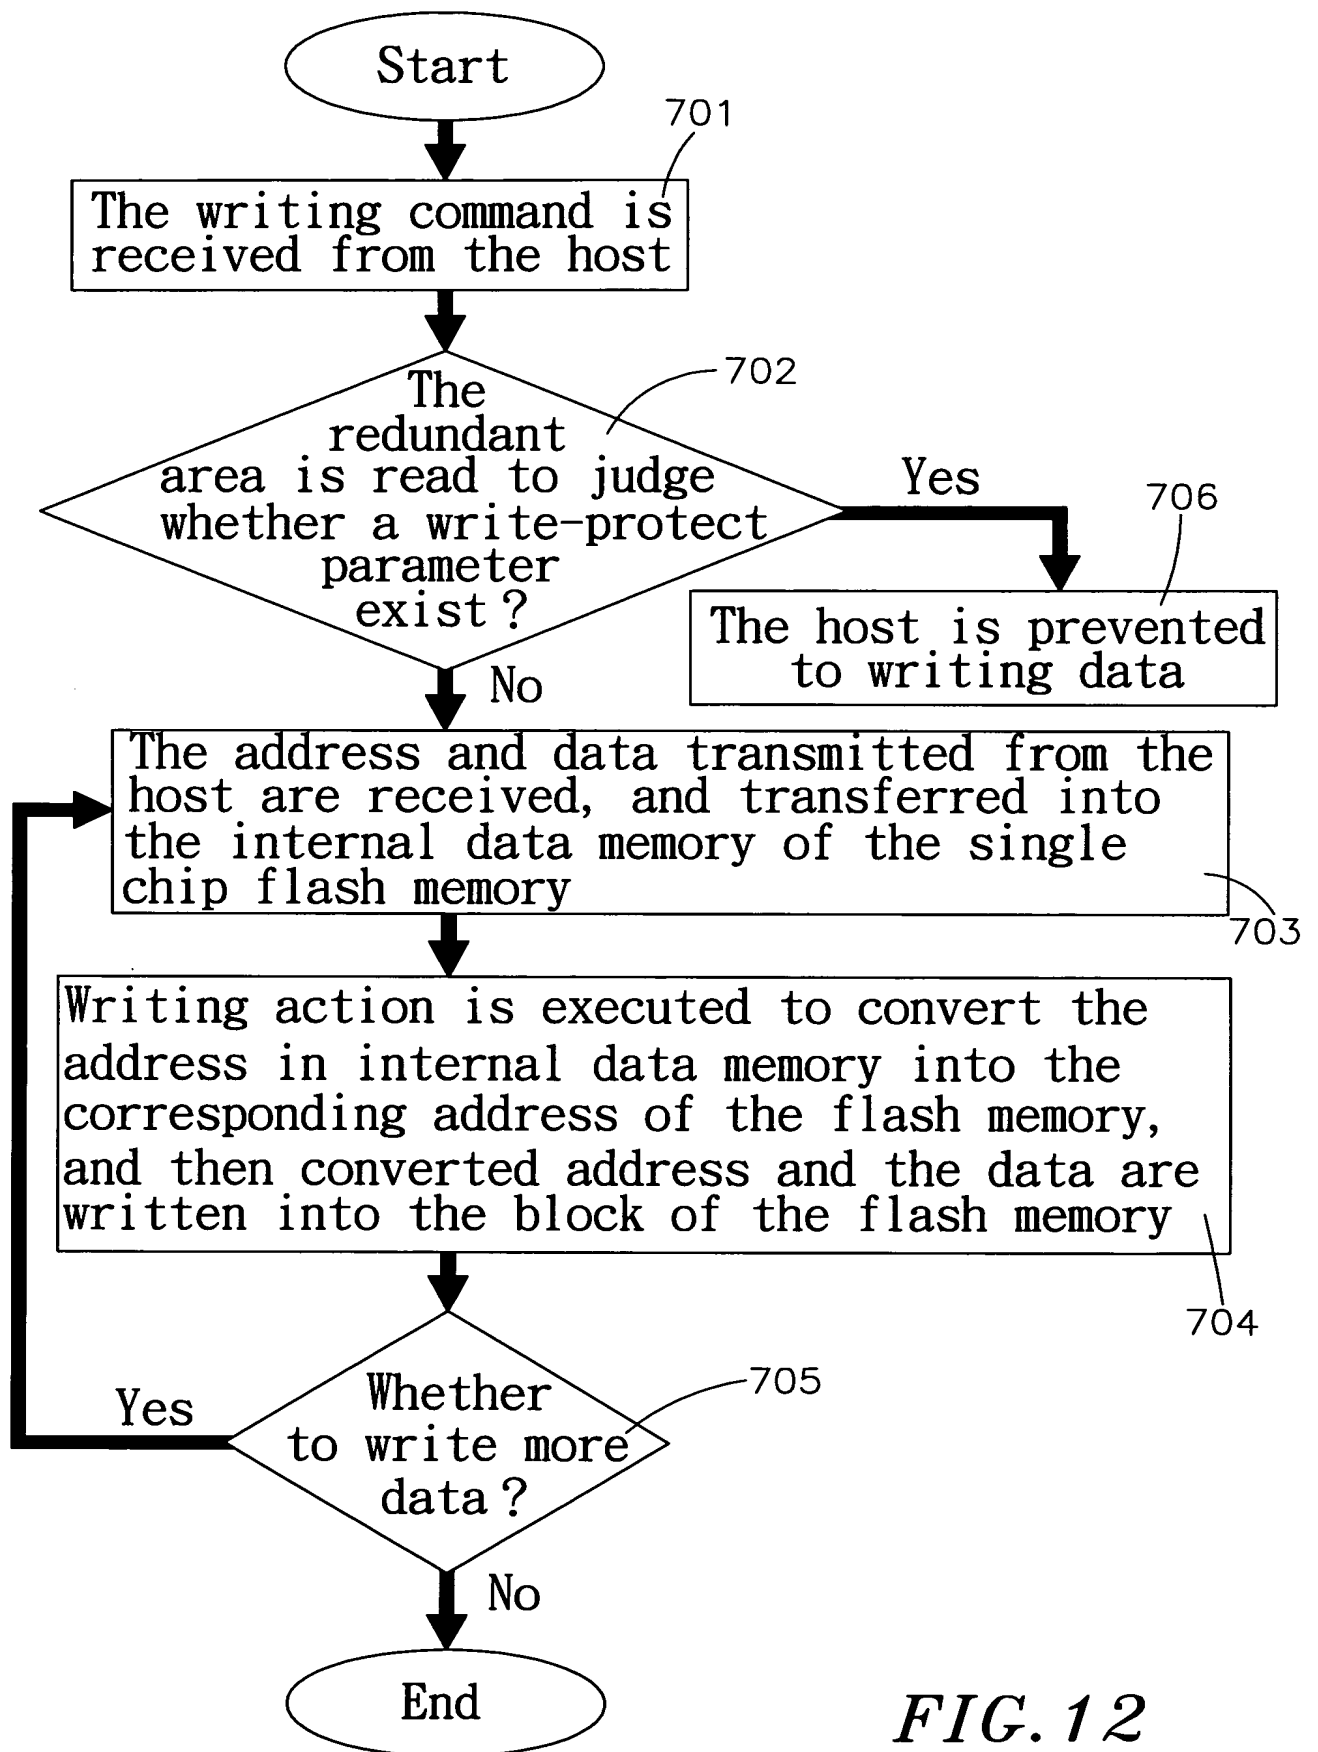 Start
701
The writing command is
received from the host
702
The
redundant
area is read to judge
whether a write-protect
parameter
exist?
Yes
706
The host is prevented
to writing data
No
The address and data transmitted from the
host are received, and transferred into
the internal data memory of the single
chip flash memory
703
Writing action is executed to convert the
address in internal data memory into the
corresponding address of the flash memory,
and then converted address and the data are
written into the block of the flash memory
704
705
Whether
to write more
data?
Yes
No
End
FIG.12